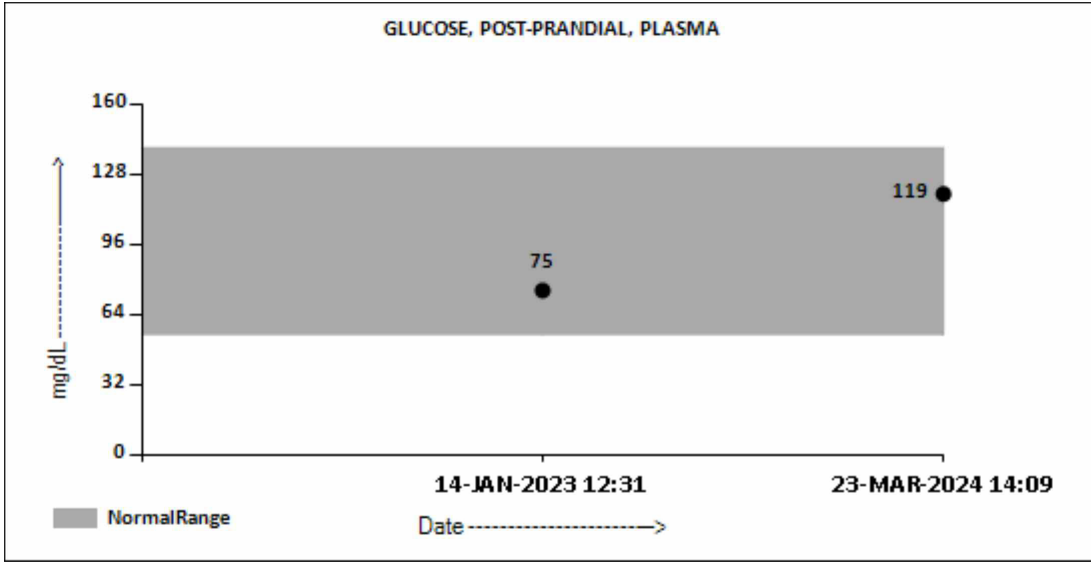 GLUCOSE, POST-PRANDIAL, PLASMA
160
128
96
64
32
0
mg/dL
119
75
14-JAN-2023 12:31
23-MAR-2024 14:09
NormalRange
Date